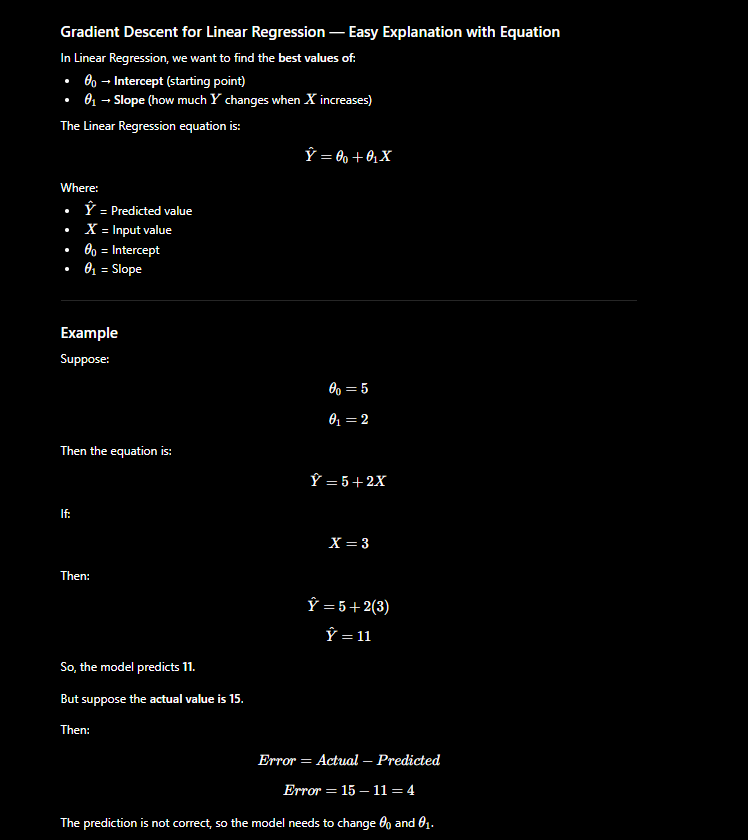 Gradient Descent for Linear Regression — Easy Explanation with Equation
In Linear Regression, we want to find the best values of:
• θ₀ → Intercept (starting point)
• θ₁ → Slope (how much Y changes when X increases)
The Linear Regression equation is:
Ŷ = θ₀ + θ₁X
Where:
• Ŷ = Predicted value
• X = Input value
• θ₀ = Intercept
• θ₁ = Slope
Example
Suppose:
θ₀ = 5
θ₁ = 2
Then the equation is:
Ŷ = 5 + 2X
If:
X = 3
Then:
Ŷ = 5 + 2(3)
Ŷ = 11
So, the model predicts 11.
But suppose the actual value is 15.
Then:
Error = Actual − Predicted
Error = 15 − 11 = 4
The prediction is not correct, so the model needs to change θ₀ and θ₁.